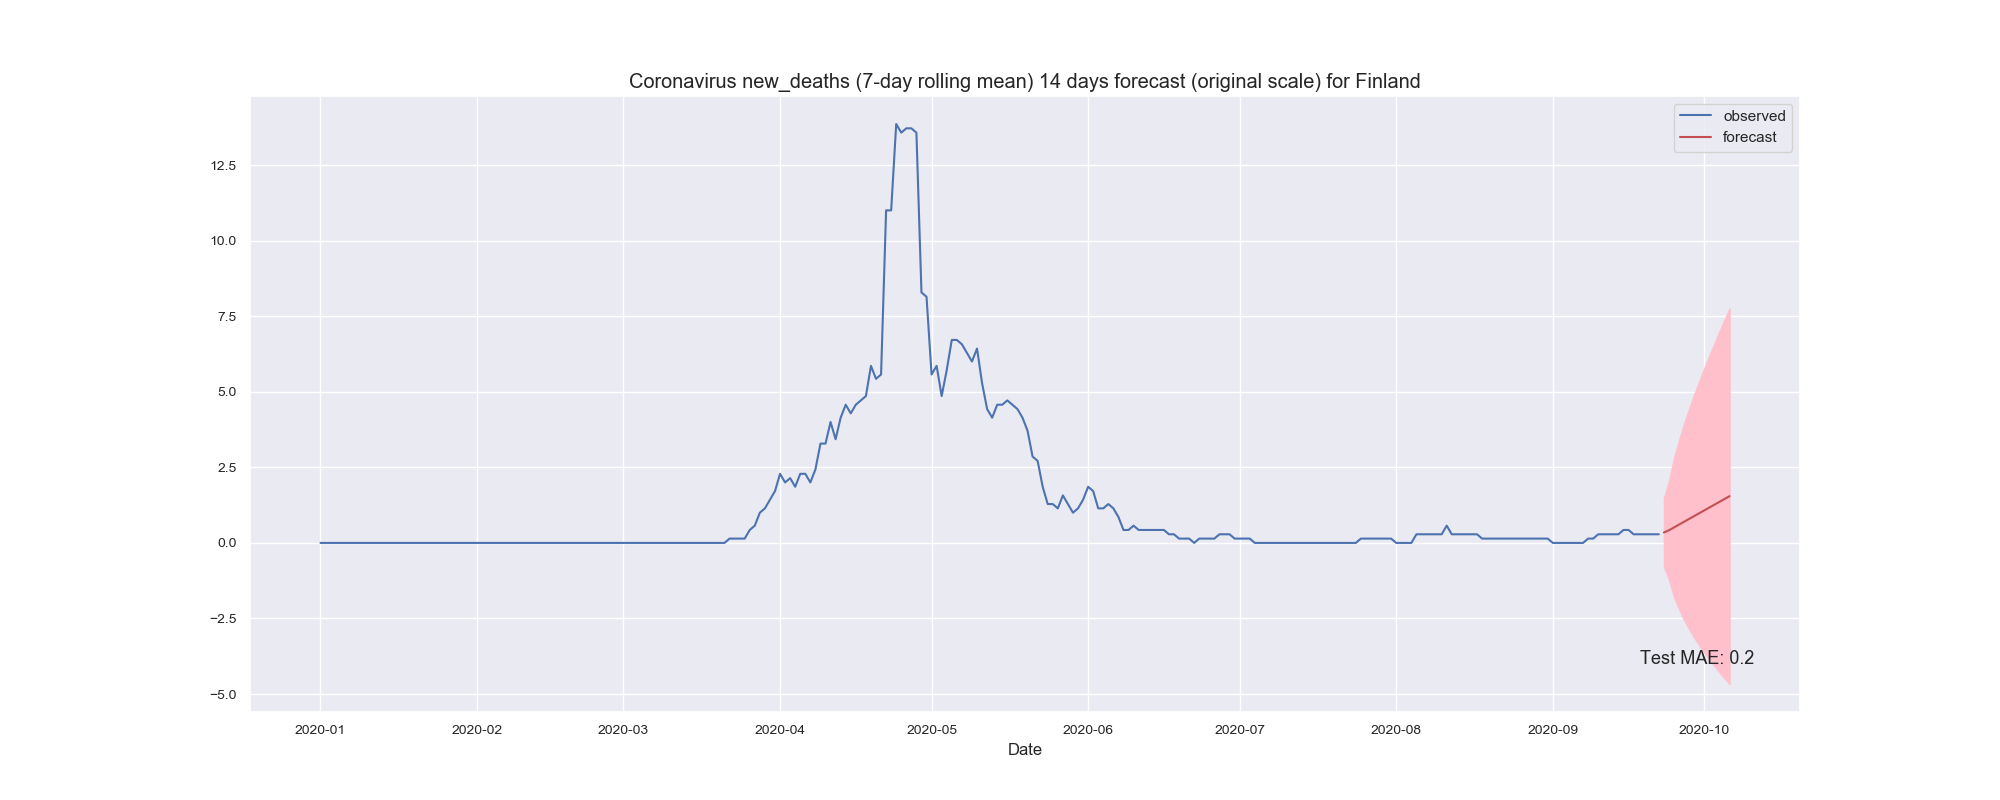 Coronavirus new_deaths (7-day rolling mean) 14 days forecast (original scale) for Finland
observed
forecast
12.5
10.0
7.5
5.0
2.5
0.0
−2.5
−5.0
Test MAE: 0.2
2020-01 2020-02 2020-03 2020-04 2020-05 2020-06 2020-07 2020-08 2020-09 2020-10
Date